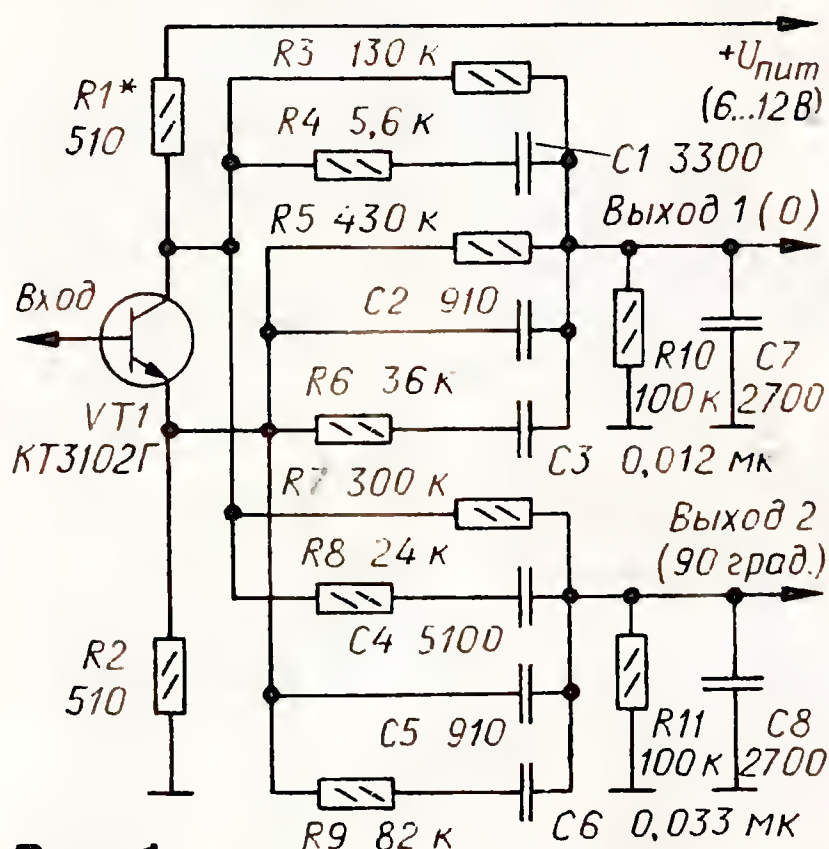 R3 130 к
+Uпит
(6...12В)
R1*
510
R4 5,6 к
C1 3300
R5 430 к
Выход 1 (0)
Вход
C2 910
R10
100 к
C7
2700
R6 36 к
VT1
КТ3102Г
C3 0,012 мк
R7 300 к
Выход 2
(90 град.)
R8 24 к
C4 5100
R2
510
C5 910
R11
100 к
C8
2700
R9 82 к
C6 0,033 мк